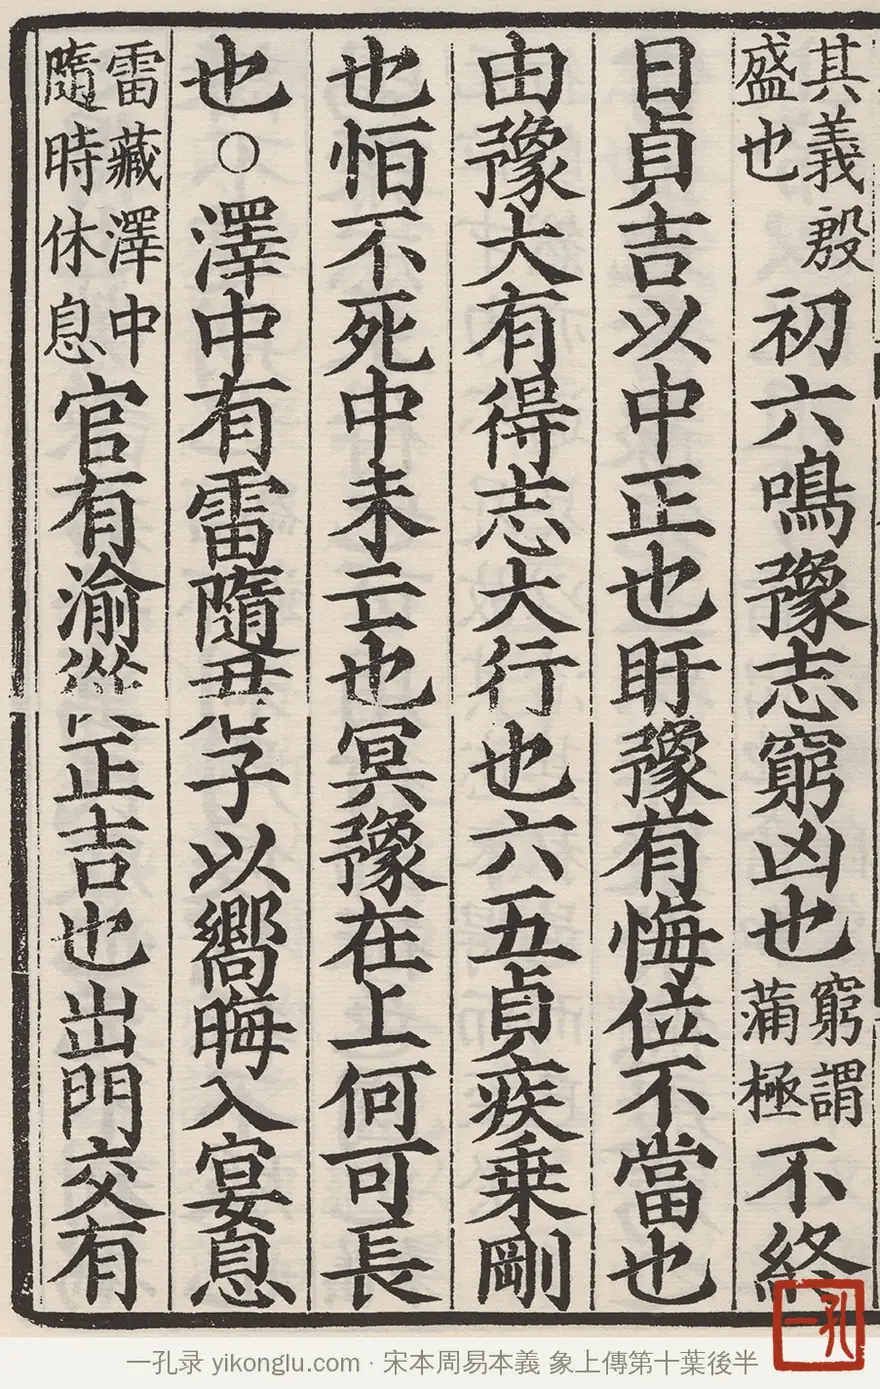 其義殷
盛也
初六鳴豫志窮凶也
窮謂
滿極
不終
日貞吉以中正也盱豫有悔位不當也
由豫大有得志大行也六五貞疾乗剛
也恒不死中未亡也冥豫在上何可長
也○澤中有雷隨君子以嚮晦入宴息
雷藏澤中
隨時休息
官有渝從正吉也出門交有
一孔
一孔录 yikonglu.com · 宋本周易本義 象上傳第十葉後半